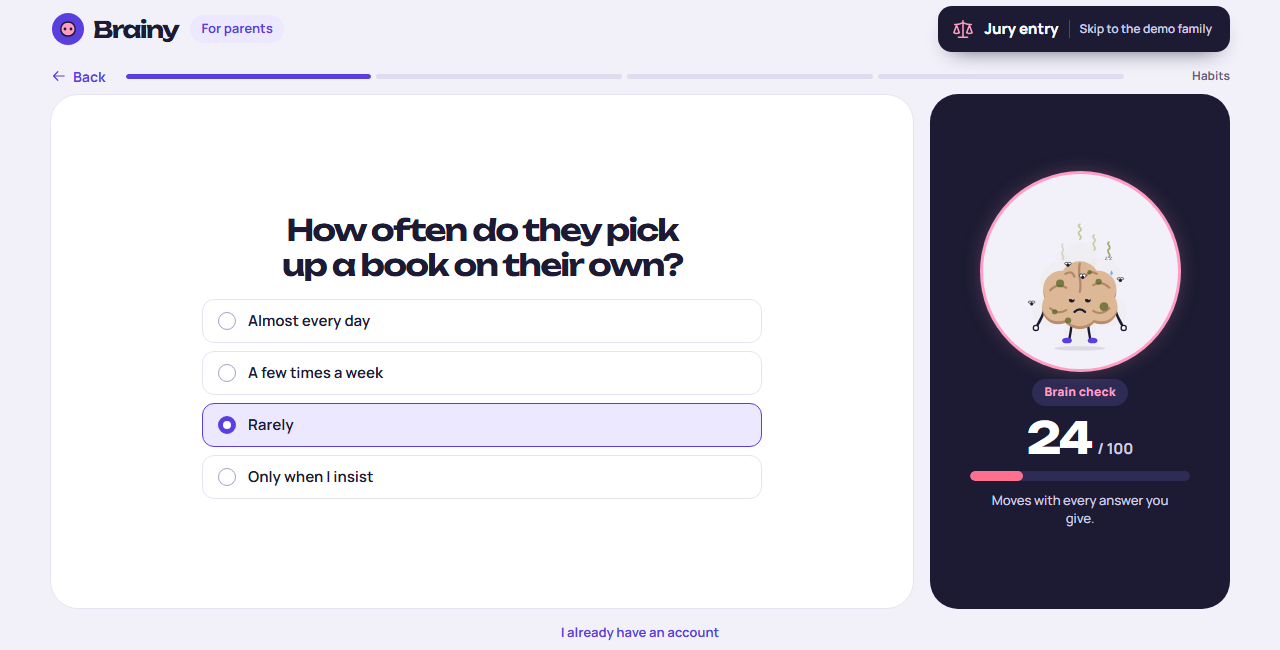 Brainy
For parents
Jury entry
Skip to the demo family
Back
Habits
How often do they pick
up a book on their own?
Almost every day
A few times a week
Rarely
Only when I insist
Brain check
24 / 100
Moves with every answer you
give.
I already have an account